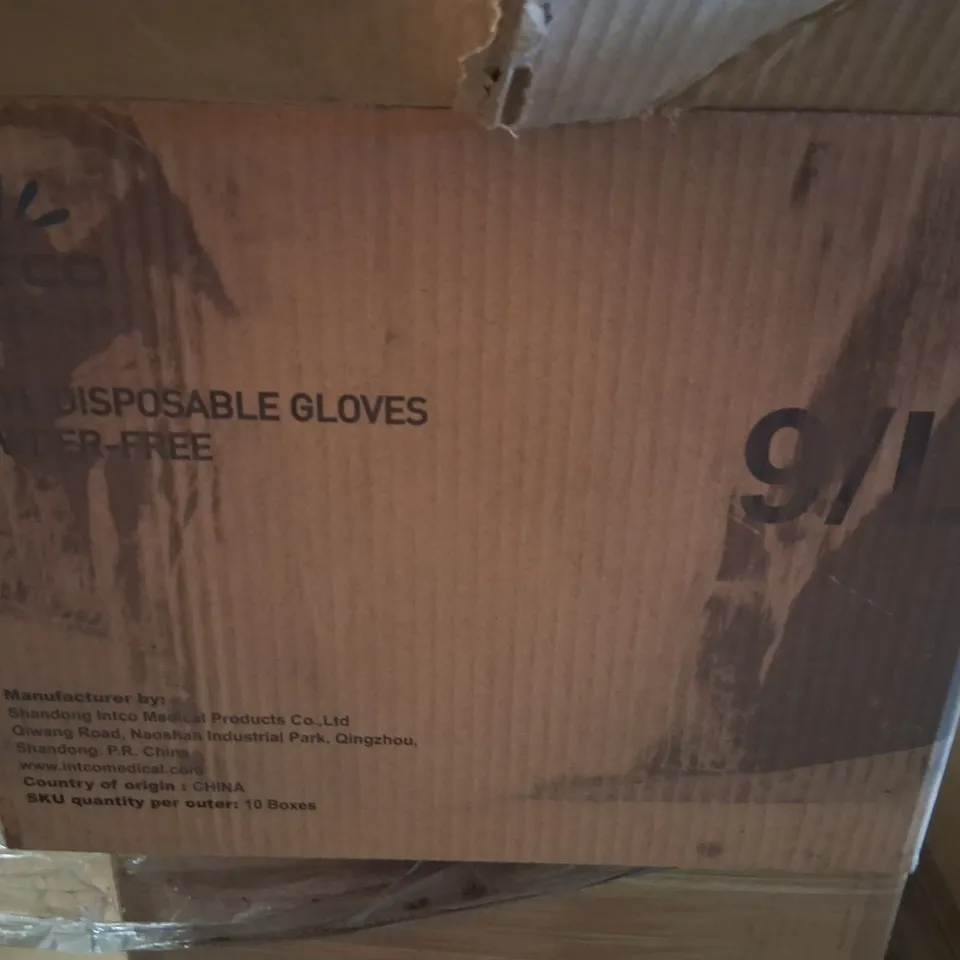 DISPOSABLE GLOVES
-FREE
9/L
Manufacturer by:
Shandong Intco Medical Products Co.,Ltd
Qiwang Road, Naoshan Industrial Park, Qingzhou,
Shandong. P.R. China
www.intcomedical.com
Country of origin : CHINA
SKU quantity per outer: 10 Boxes